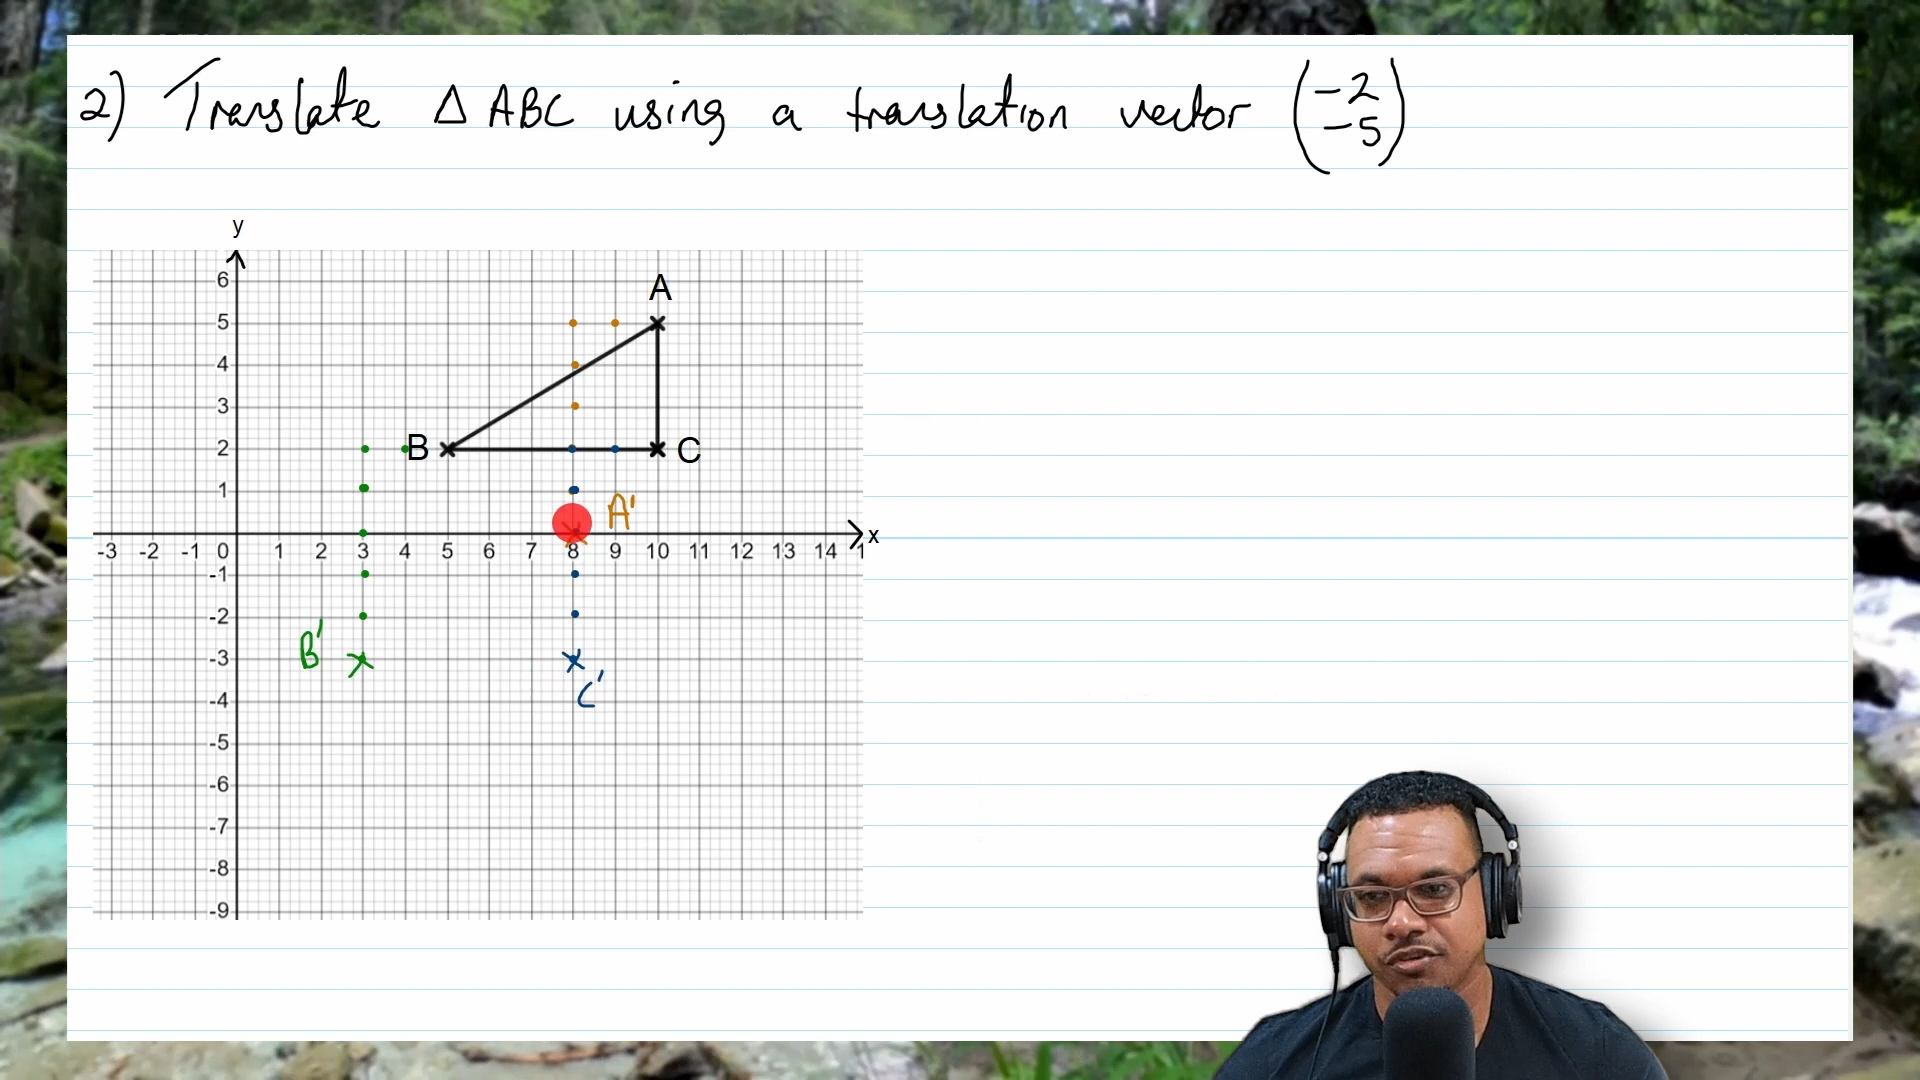 2) Translate △ ABC using a translation vector (-2
-5)
y
6
A
5
4
3
2 B C
1
A'
-3 -2 -1 0 1 2 3 4 5 6 7 8 9 10 11 12 13 14 1 x
-1
-2
B'
-3
C'
-4
-5
-6
-7
-8
-9